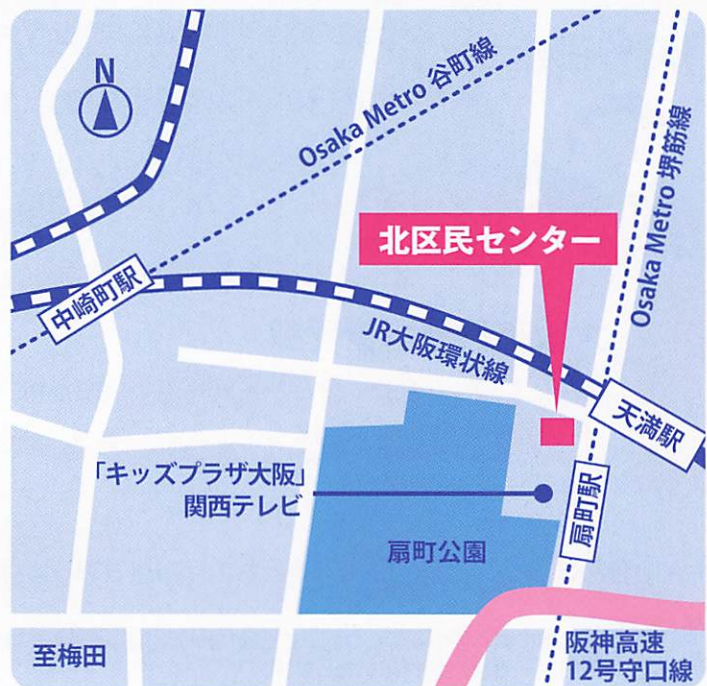 N
Osaka Metro 谷町線
Osaka Metro 堺筋線
北区民センター
中崎町駅
JR大阪環状線
天満駅
「キッズプラザ大阪」
関西テレビ
扇町駅
扇町公園
至梅田
阪神高速
12号守口線